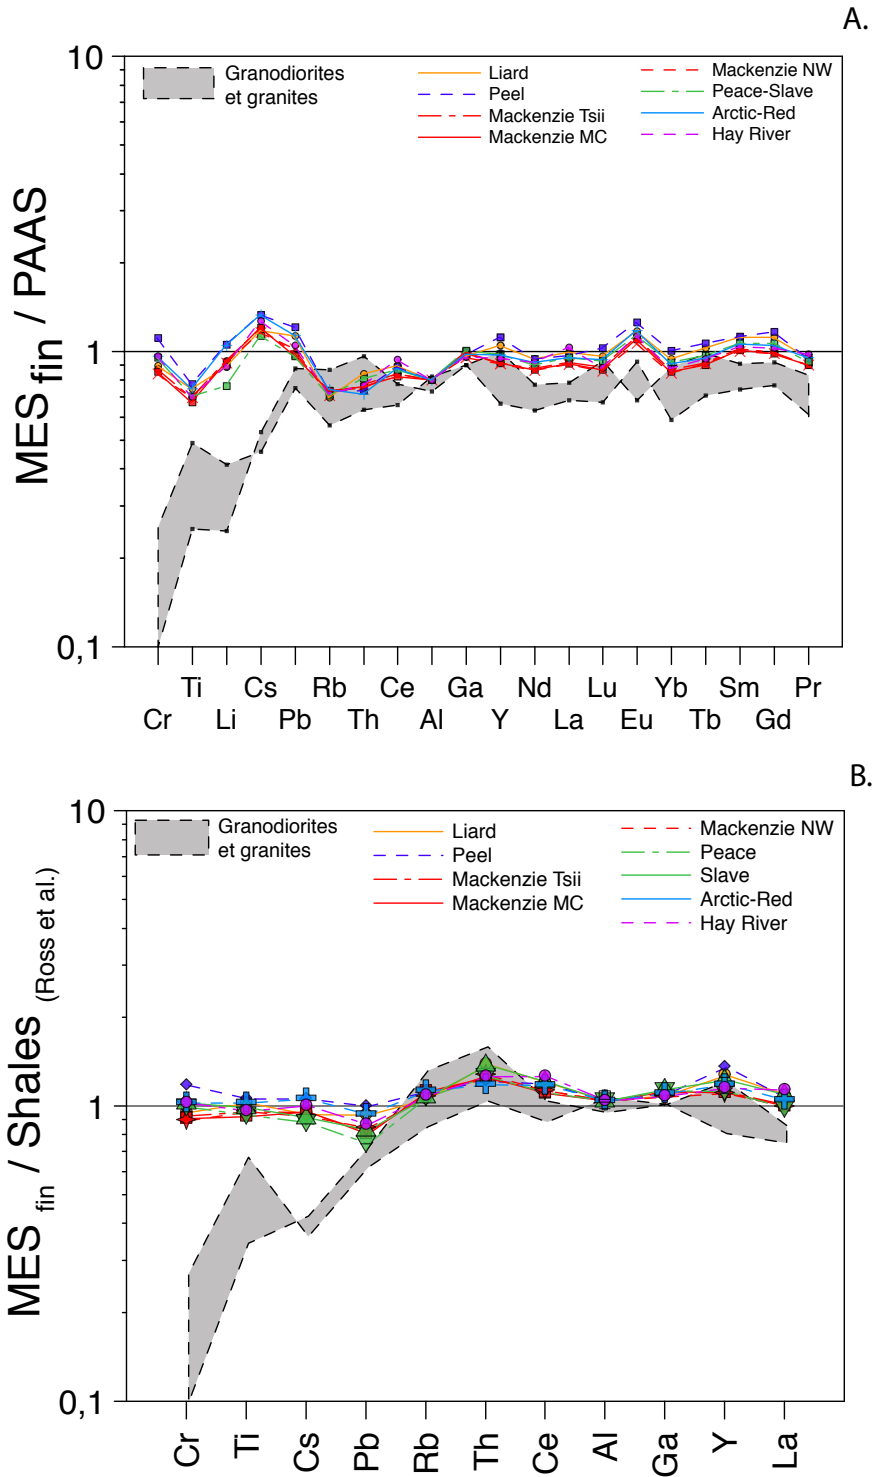 A.
10
1
0,1
MES fin / PAAS
Granodiorites
et granites
Liard
Peel
Mackenzie Tsii
Mackenzie MC
Mackenzie NW
Peace-Slave
Arctic-Red
Hay River
Ti Cs Rb Ce Ga Nd Lu Yb Sm Pr
Cr Li Pb Th Al Y La Eu Tb Gd
B.
10
1
0,1
MES fin / Shales (Ross et al.)
Granodiorites
et granites
Liard
Peel
Mackenzie Tsii
Mackenzie MC
Mackenzie NW
Peace
Slave
Arctic-Red
Hay River
Cr Ti Cs Pb Rb Th Ce Al Ga Y La